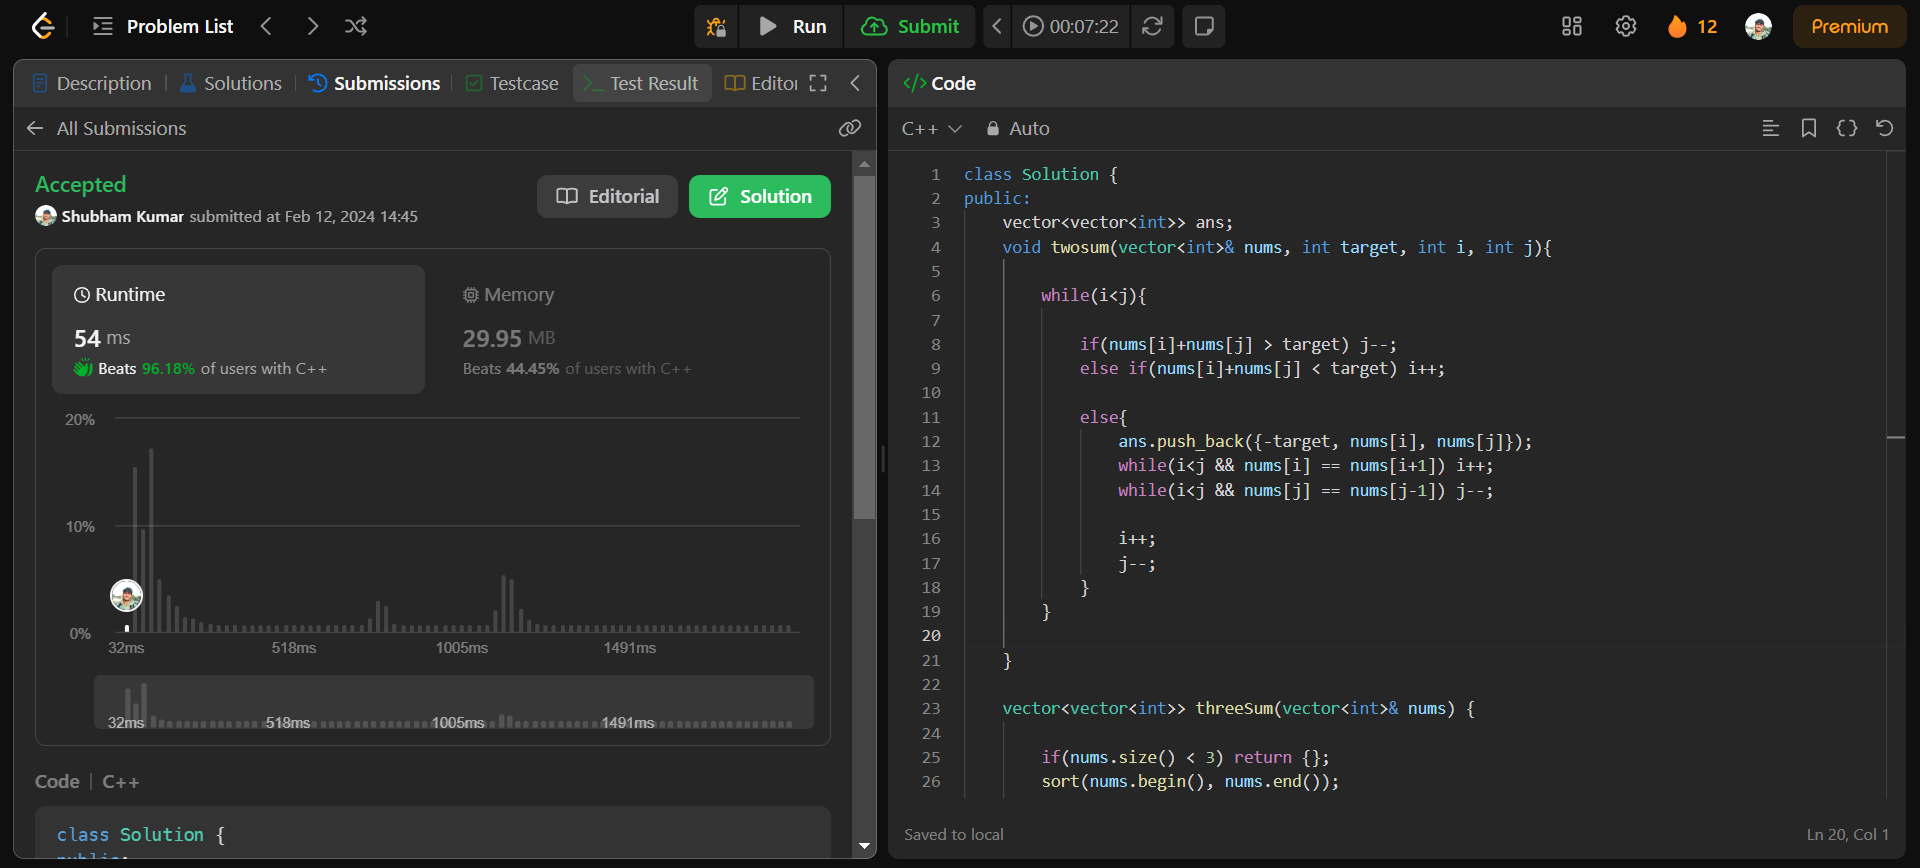 Problem List
Run
Submit
00:07:22
12
Premium
Description
Solutions
Submissions
Testcase
Test Result
Editor
All Submissions
Accepted
Editorial
Solution
Shubham Kumar submitted at Feb 12, 2024 14:45
Runtime
54 ms
Beats 96.18% of users with C++
Memory
29.95 MB
Beats 44.45% of users with C++
20%
10%
0%
32ms 518ms 1005ms 1491ms
32ms 518ms 1005ms 1491ms
Code | C++
class Solution {
public:
</> Code
C++ Auto
1 class Solution {
2 public:
3     vector<vector<int>> ans;
4     void twosum(vector<int>& nums, int target, int i, int j){
5
6         while(i<j){
7
8             if(nums[i]+nums[j] > target) j--;
9             else if(nums[i]+nums[j] < target) i++;
10
11             else{
12                 ans.push_back({-target, nums[i], nums[j]});
13                 while(i<j && nums[i] == nums[i+1]) i++;
14                 while(i<j && nums[j] == nums[j-1]) j--;
15
16                 i++;
17                 j--;
18             }
19         }
20
21     }
22
23     vector<vector<int>> threeSum(vector<int>& nums) {
24
25         if(nums.size() < 3) return {};
26         sort(nums.begin(), nums.end());
Saved to local
Ln 20, Col 1